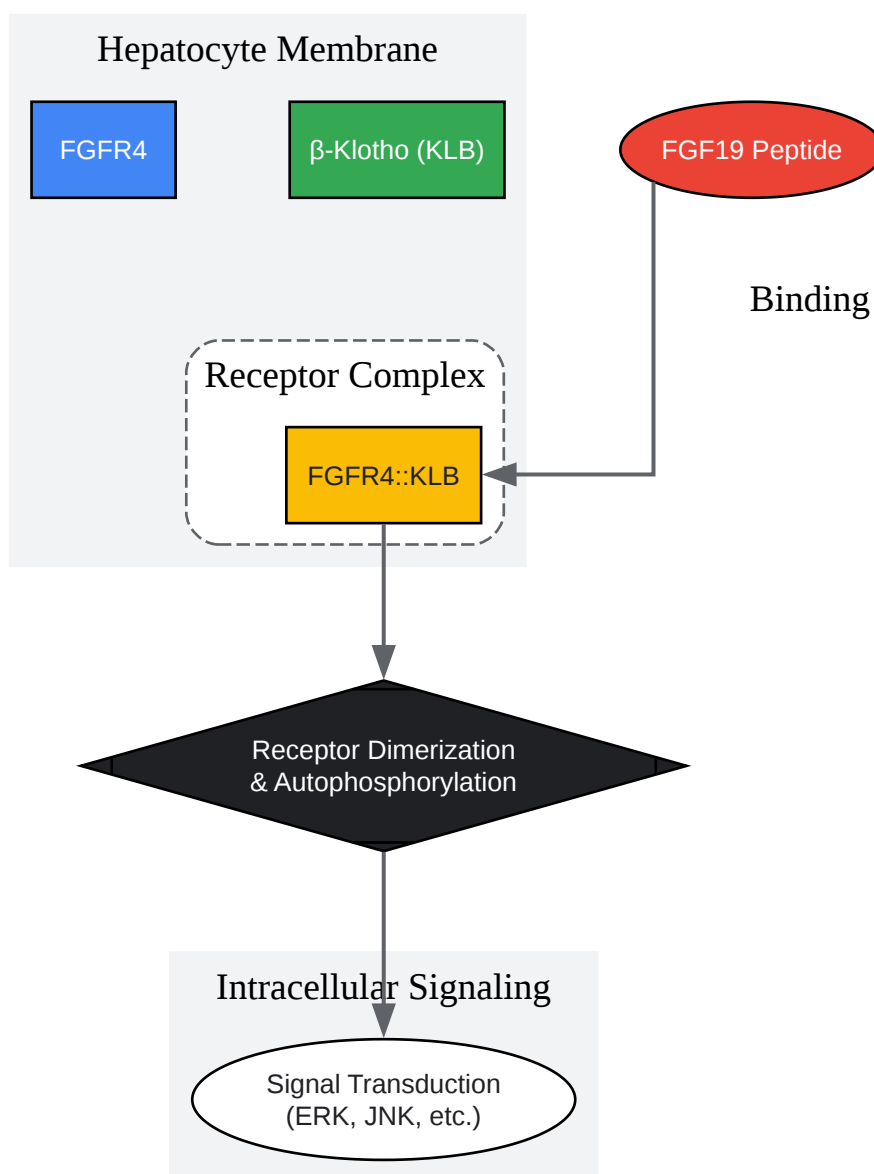 Hepatocyte Membrane
FGFR4
β-Klotho (KLB)
FGF19 Peptide
Binding
Receptor Complex
FGFR4::KLB
Receptor Dimerization
& Autophosphorylation
Intracellular Signaling
Signal Transduction
(ERK, JNK, etc.)